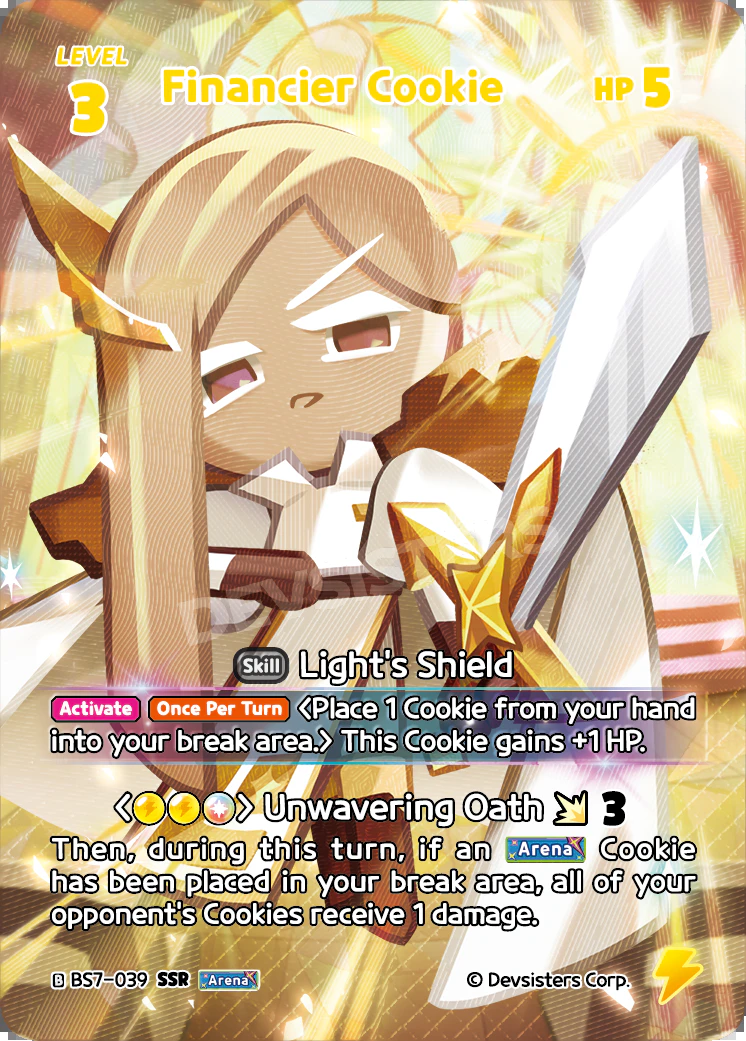 LEVEL
3
Financier Cookie
HP 5
DEVSISTERS
Skill Light's Shield
Activate Once Per Turn <Place 1 Cookie from your hand
into your break area.> This Cookie gains +1 HP.
< > Unwavering Oath 3
Then, during this turn, if an Arena Cookie
has been placed in your break area, all of your
opponent's Cookies receive 1 damage.
B BS7-039 SSR Arena
© Devsisters Corp.